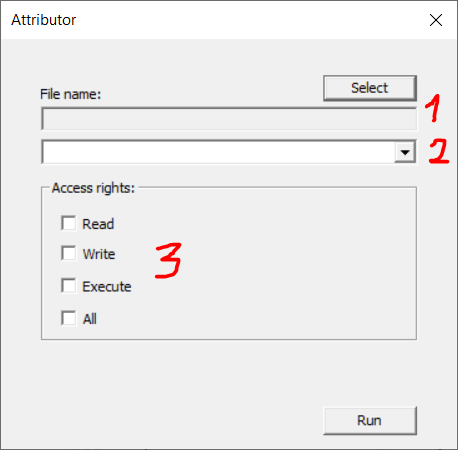 Attributor
Select
File name:
1
2
Access rights:
Read
Write
3
Execute
All
Run